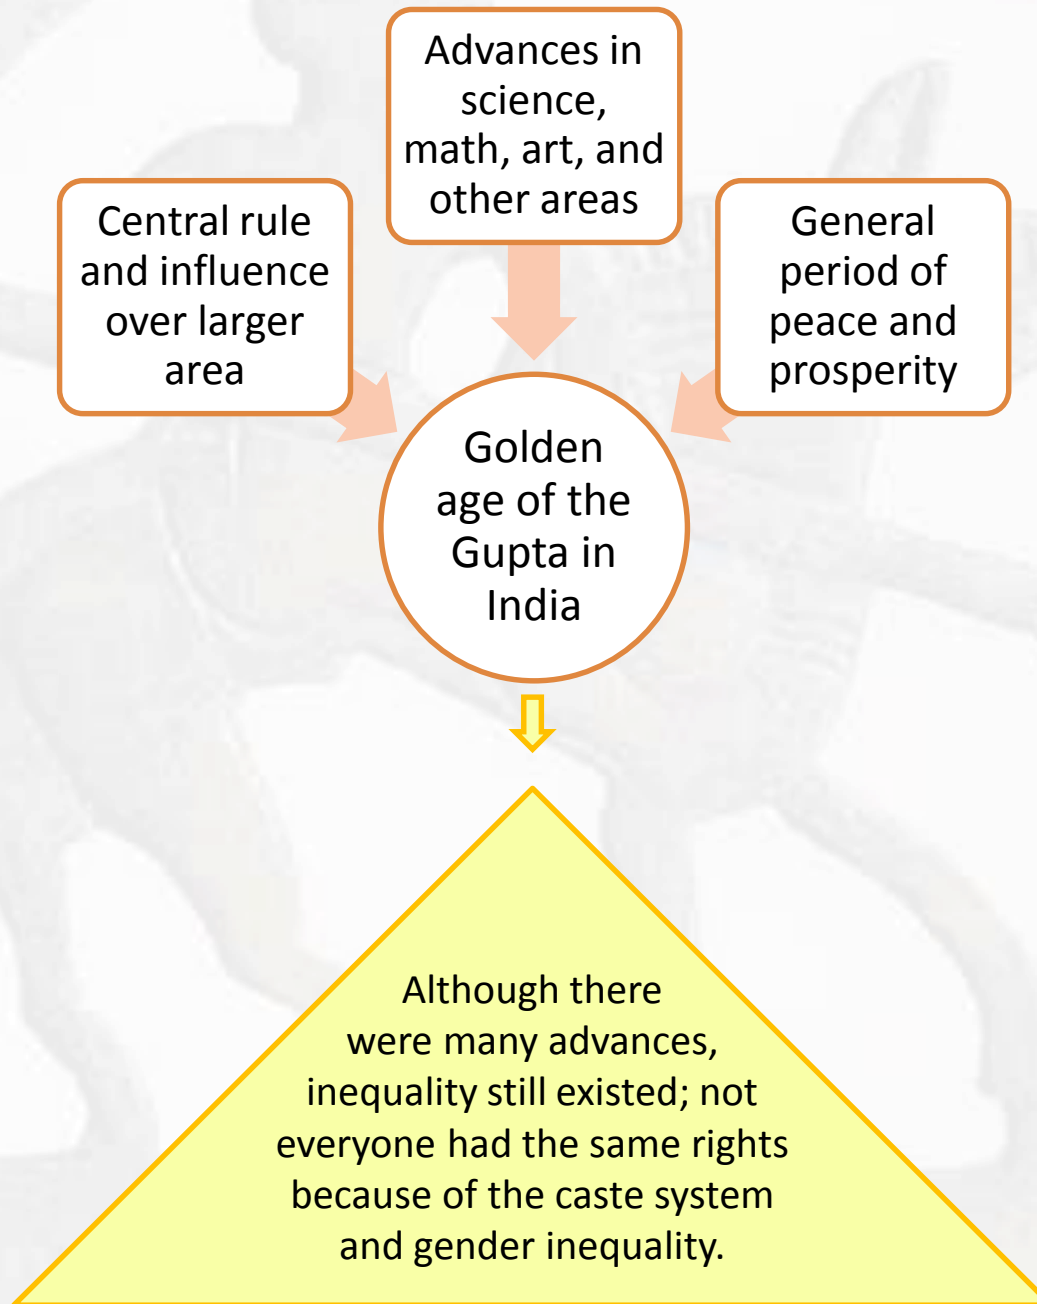 Advances in
science,
math, art, and
other areas
Central rule
and influence
over larger
area
General
period of
peace and
prosperity
Golden
age of the
Gupta in
India
Although there
were many advances,
inequality still existed; not
everyone had the same rights
because of the caste system
and gender inequality.